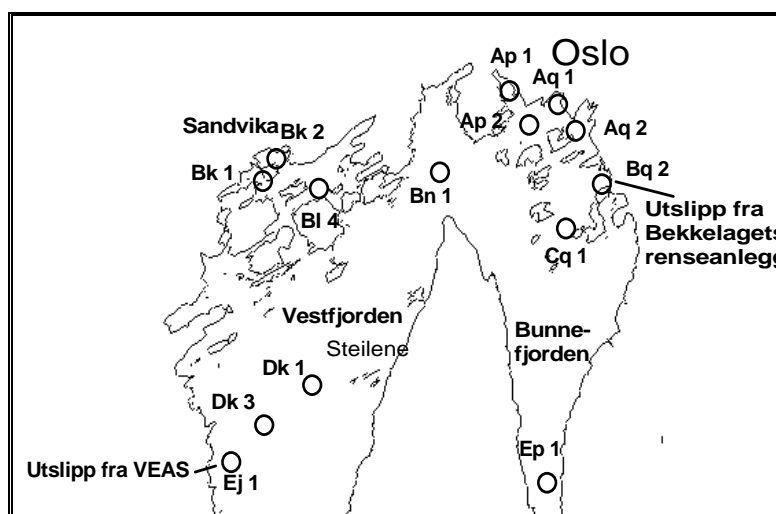 Oslo
Ap 1
Aq 1
Ap 2
Aq 2
Sandvika
Bk 2
Bk 1
Bl 4
Bn 1
Bq 2
Utslipp fra
Bekkelagets
renseanlegg
Cq 1
Vestfjorden
Steilene
Bunne-
fjorden
Dk 1
Dk 3
Utslipp fra VEAS
Ej 1
Ep 1